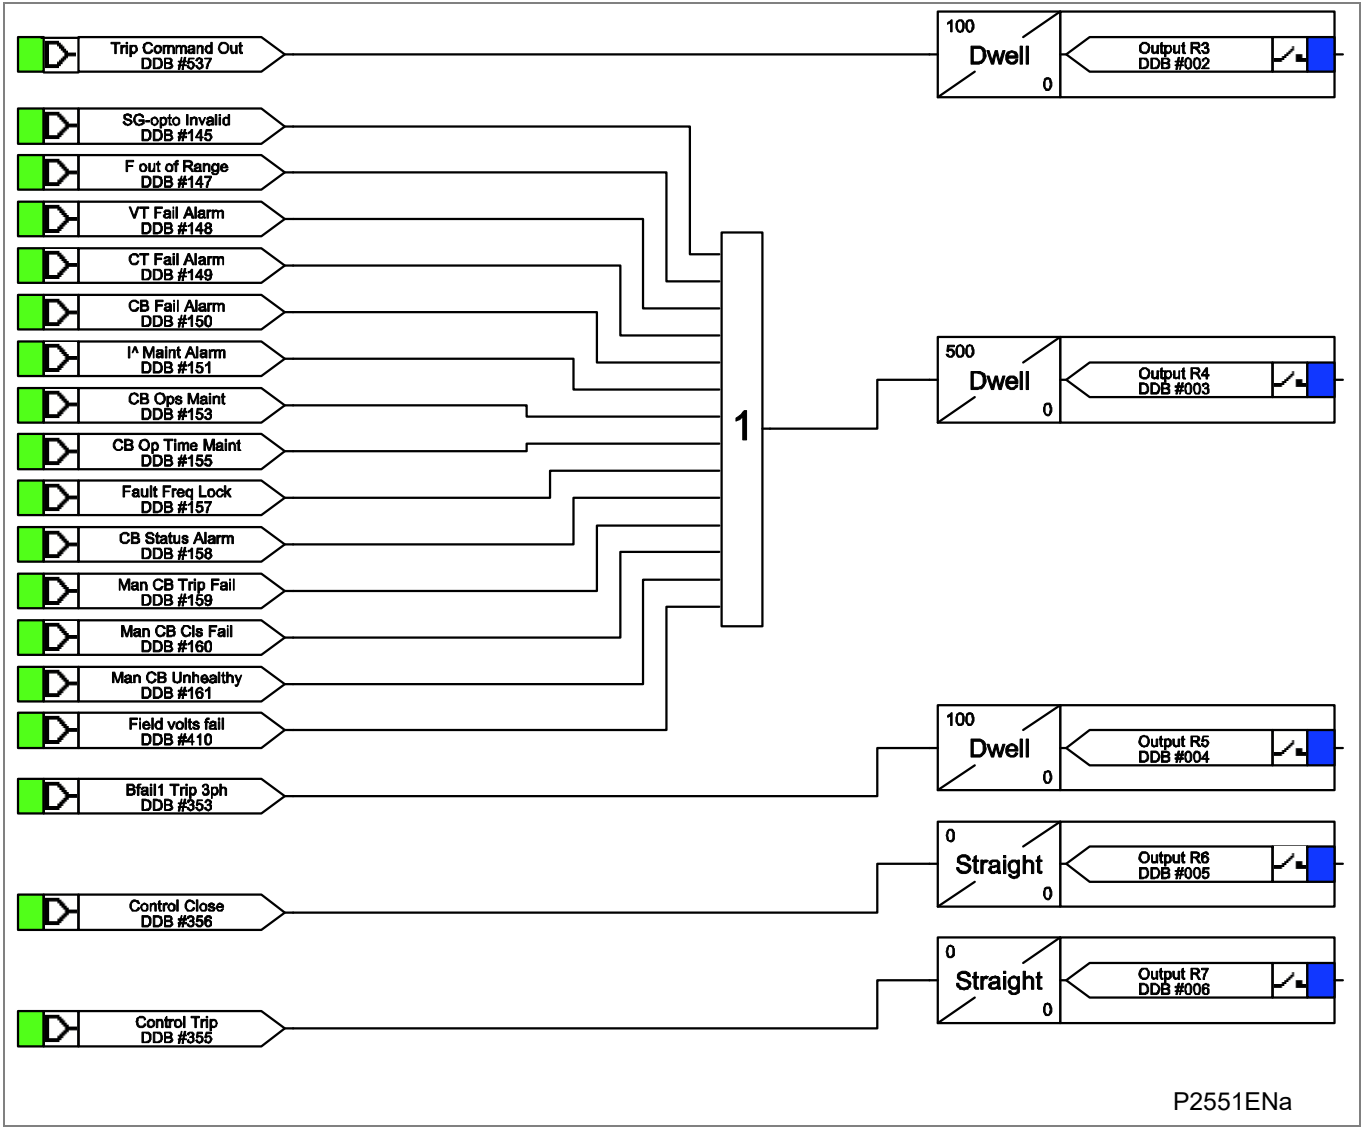 Trip Command Out
DDB #537
100
Dwell
0
Output R3
DDB #002
SG-opto Invalid
DDB #145
F out of Range
DDB #147
VT Fail Alarm
DDB #148
CT Fail Alarm
DDB #149
CB Fail Alarm
DDB #150
I^ Maint Alarm
DDB #151
CB Ops Maint
DDB #153
CB Op Time Maint
DDB #155
Fault Freq Lock
DDB #157
CB Status Alarm
DDB #158
Man CB Trip Fail
DDB #159
Man CB Cls Fail
DDB #160
Man CB Unhealthy
DDB #161
Field volts fail
DDB #410
1
500
Dwell
0
Output R4
DDB #003
Bfail1 Trip 3ph
DDB #353
100
Dwell
0
Output R5
DDB #004
Control Close
DDB #356
0
Straight
0
Output R6
DDB #005
Control Trip
DDB #355
0
Straight
0
Output R7
DDB #006
P2551ENa